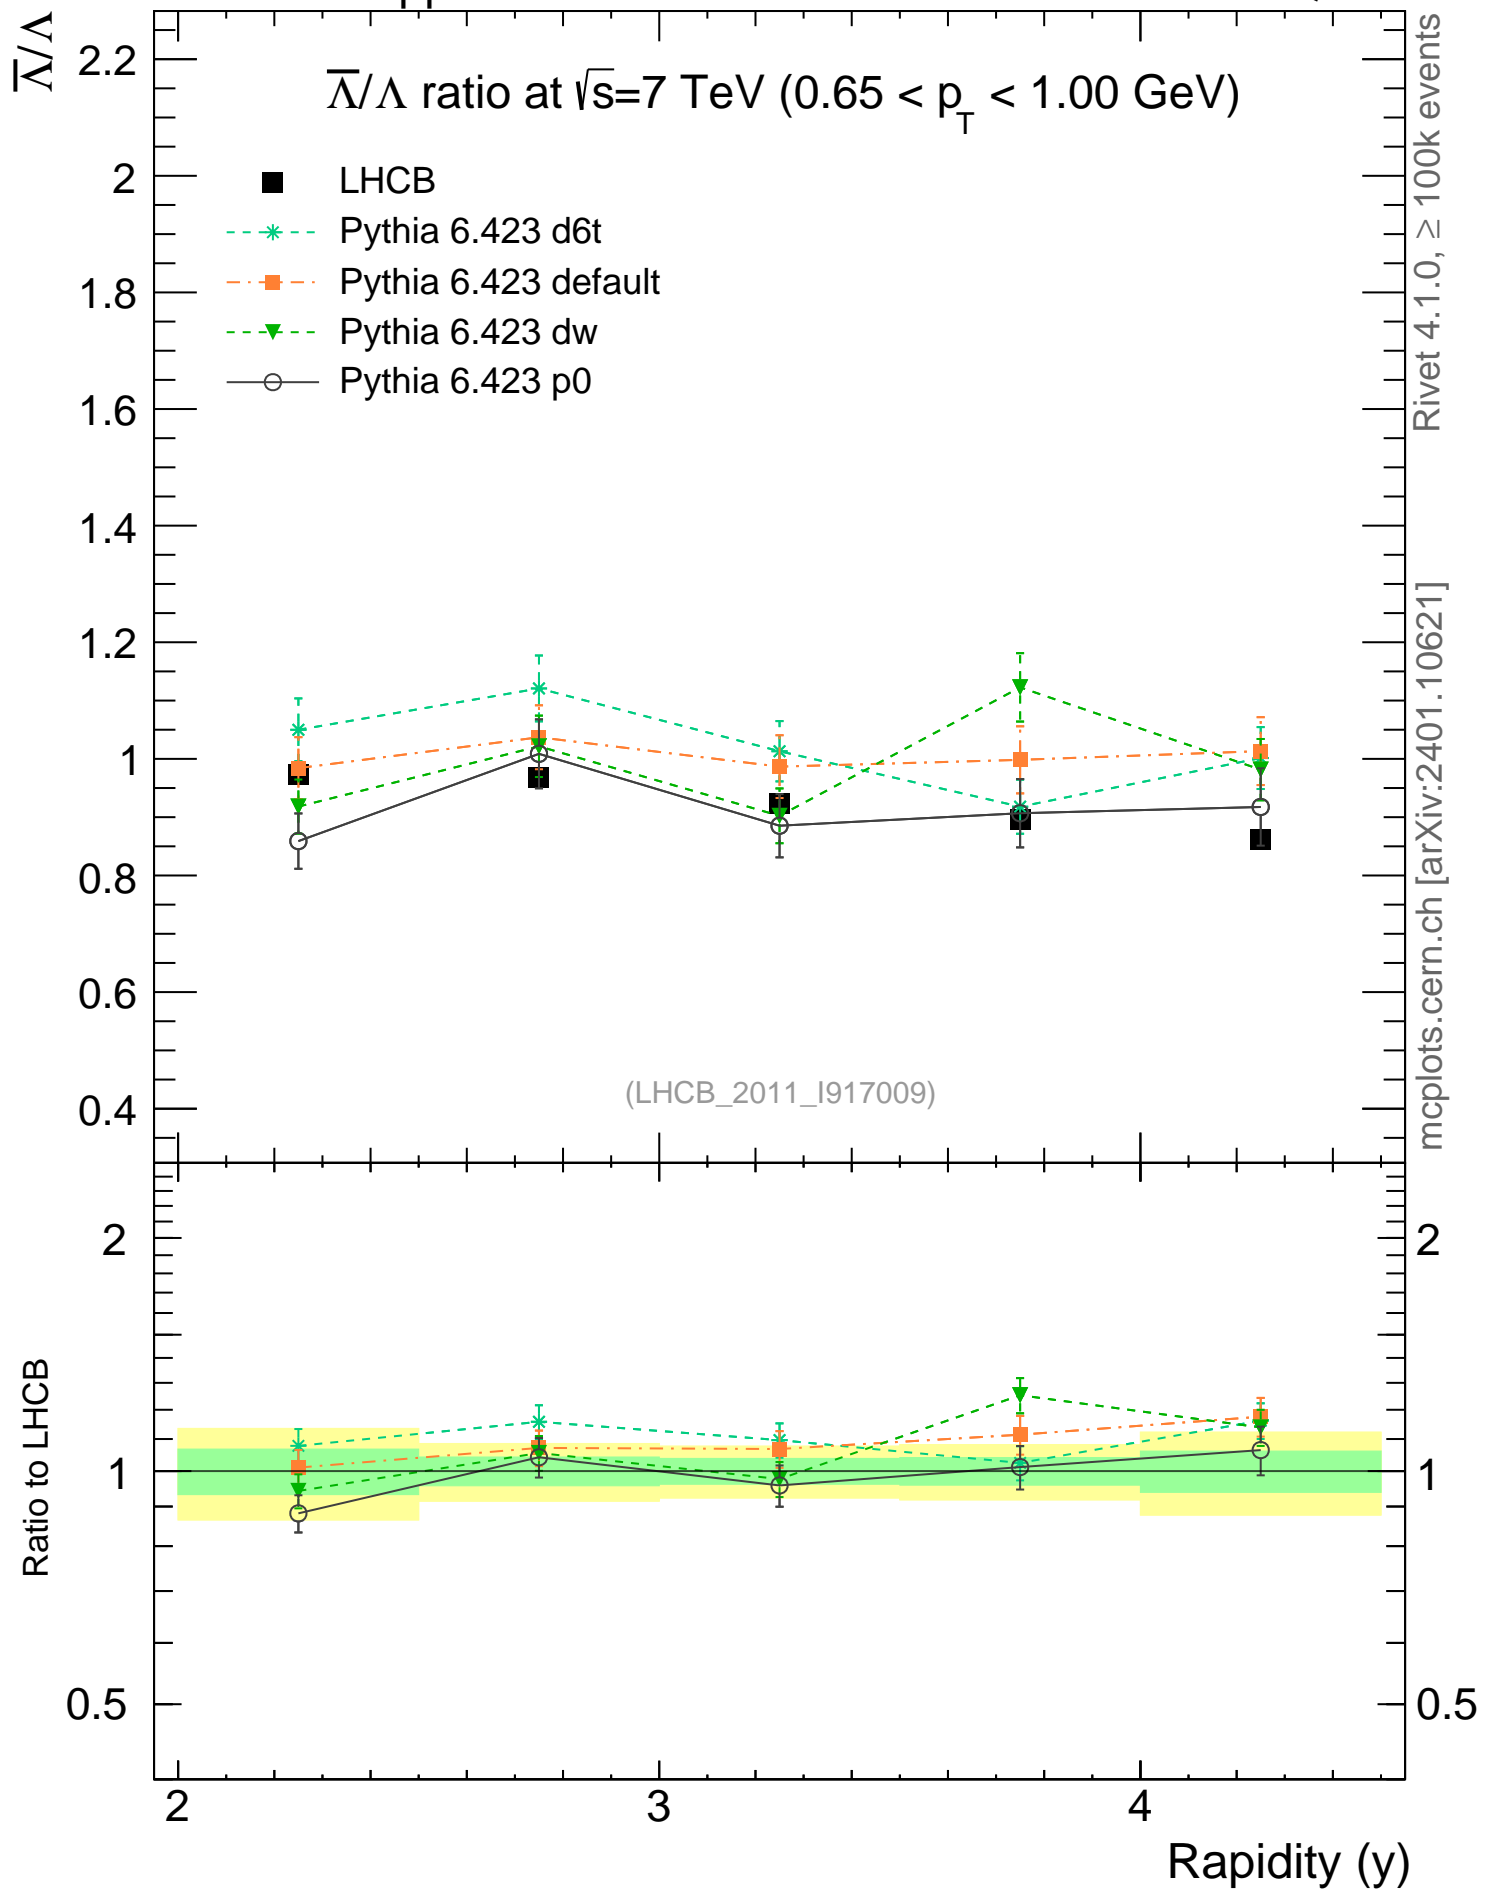 Λ̅/Λ
Λ̅/Λ ratio at √s=7 TeV (0.65 < p_T < 1.00 GeV)
LHCB
Pythia 6.423 d6t
Pythia 6.423 default
Pythia 6.423 dw
Pythia 6.423 p0
2.2
2
1.8
1.6
1.4
1.2
1
0.8
0.6
0.4
(LHCB_2011_I917009)
Rivet 4.1.0, ≥ 100k events
mcplots.cern.ch [arXiv:2401.10621]
Ratio to LHCB
2
1
0.5
2
1
0.5
2 3 4
Rapidity (y)